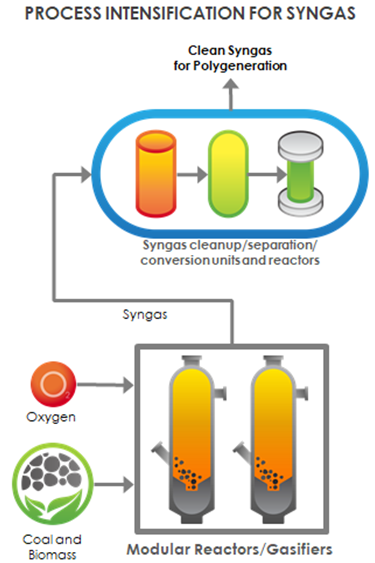 PROCESS INTENSIFICATION FOR SYNGAS
Clean Syngas
for Polygeneration
Syngas cleanup/separation/
conversion units and reactors
Syngas
O2
Oxygen
Coal and
Biomass
Modular Reactors/Gasifiers